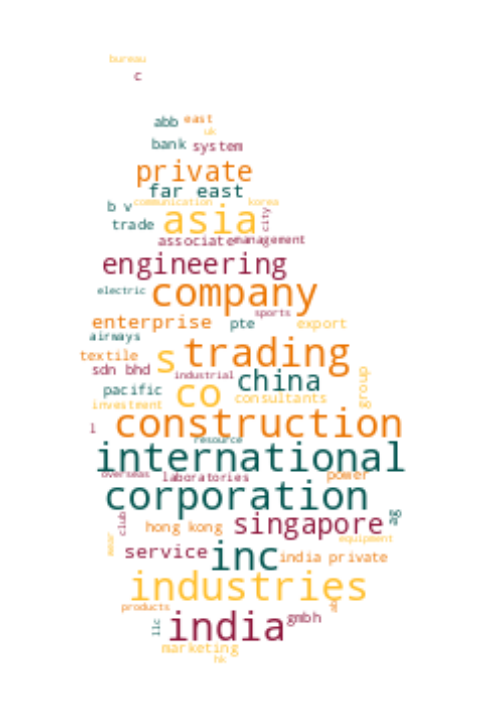 bureau
c
abb east
uk
bank system
private
far east
b v communication korea
asia city
trade
associate management
engineering
electric company
sports
enterprise pte export
airways
s trading
textile
sdn bhd industrial china group
pacific co consultants
investment
l construction
resource
international
overseas laboratories power
corporation
club hong kong singapore ag
equipment
service inc india private
industries
products
llc india gmbh
marketing
hk